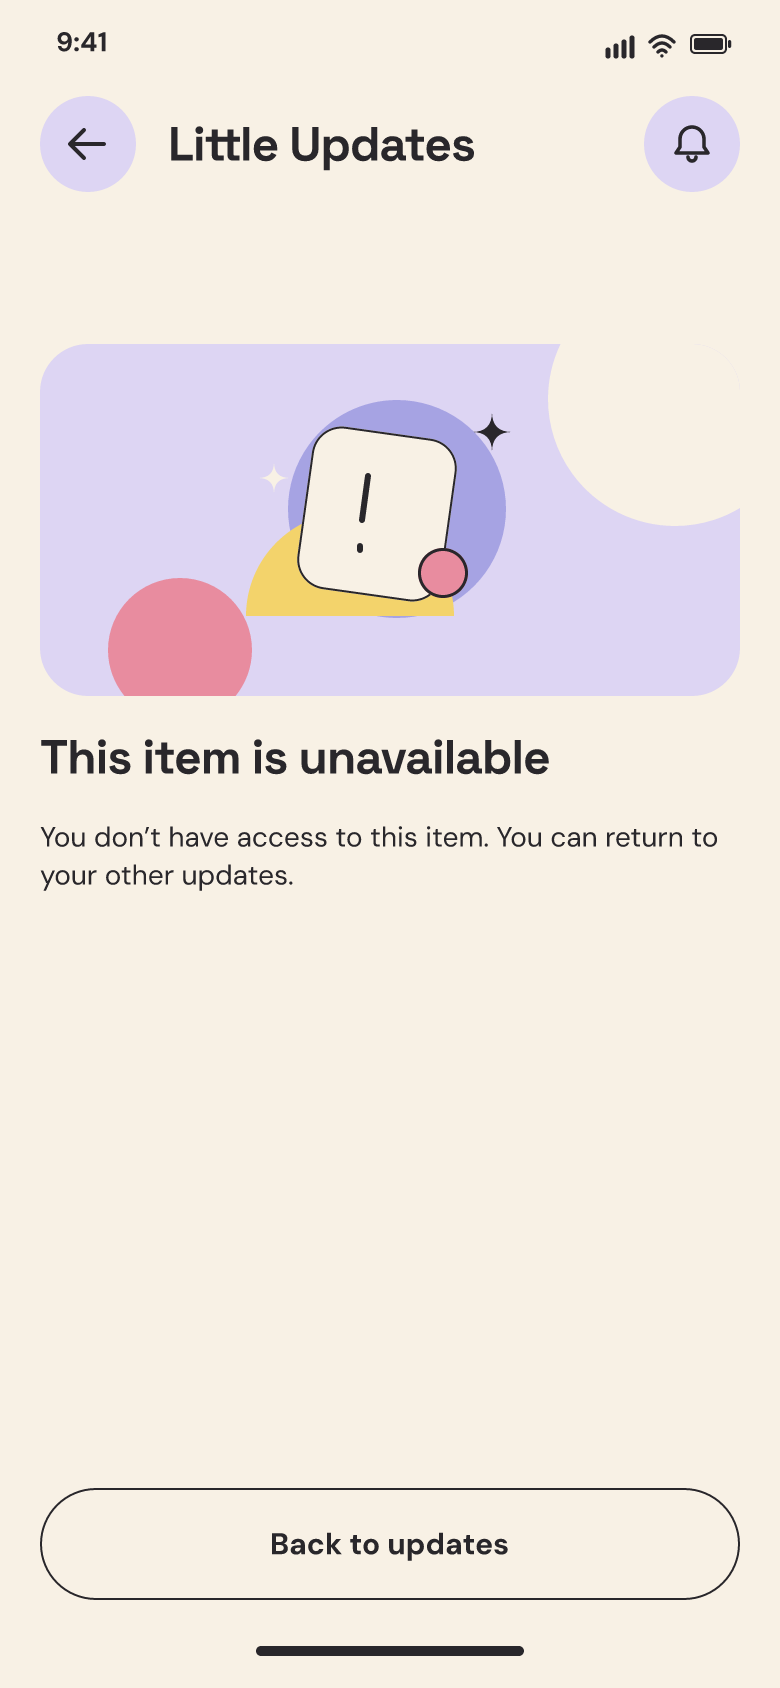 9:41
Little Updates
This item is unavailable
You don’t have access to this item. You can return to
your other updates.
Back to updates